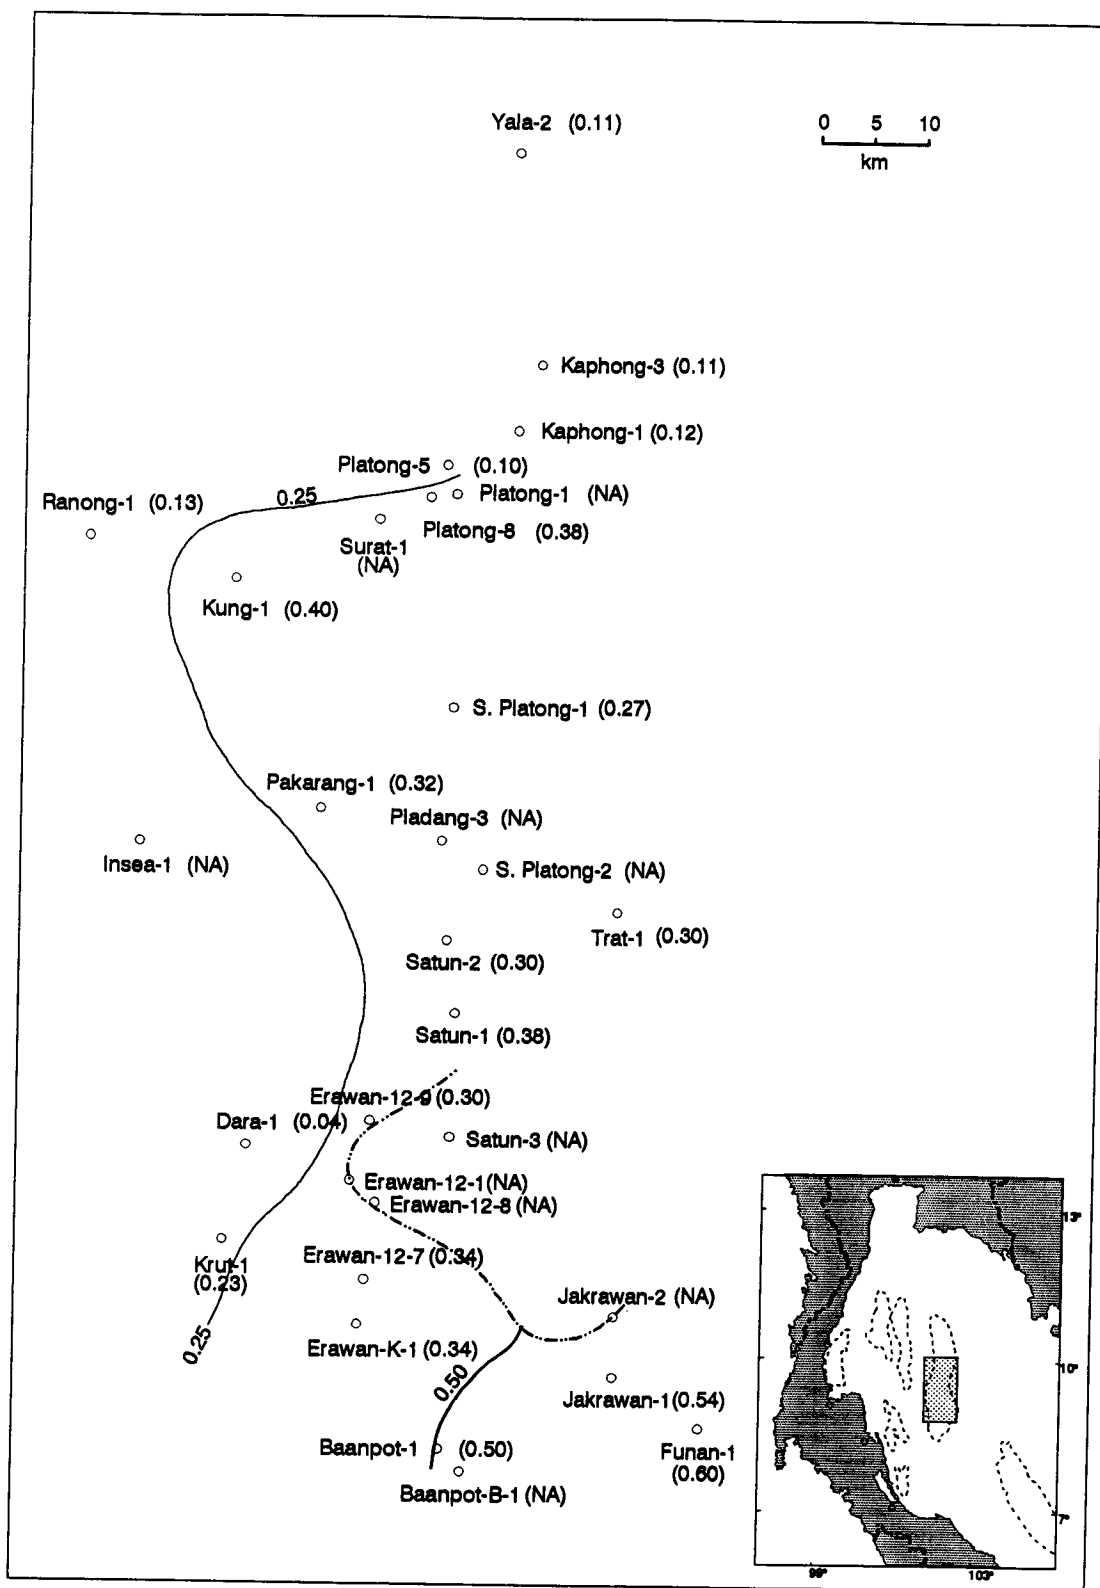 Yala-2 (0.11)
0 5 10
km
Kaphong-3 (0.11)
Kaphong-1 (0.12)
Platong-5 (0.10)
Ranong-1 (0.13)
0.25
Platong-1 (NA)
Platong-8 (0.38)
Surat-1
(NA)
Kung-1 (0.40)
S. Platong-1 (0.27)
Pakarang-1 (0.32)
Pladang-3 (NA)
Insea-1 (NA)
S. Platong-2 (NA)
Trat-1 (0.30)
Satun-2 (0.30)
Satun-1 (0.38)
Erawan-12-9 (0.30)
Dara-1 (0.04)
Satun-3 (NA)
Erawan-12-1 (NA)
Erawan-12-8 (NA)
13°
Erawan-12-7 (0.34)
Krut-1
(0.23)
Jakrawan-2 (NA)
0.25
Erawan-K-1 (0.34)
10°
0.50
Jakrawan-1 (0.54)
Baanpot-1 (0.50)
Funan-1
(0.60)
Baanpot-B-1 (NA)
7°
99° 103°